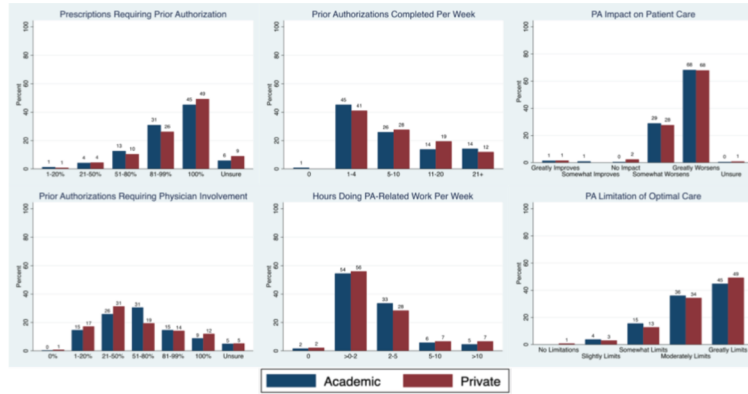 Prescriptions Requiring Prior Authorization
Percent
0 20 40 60 80 100
1 1 4 4 13 10 31 26 45 49 6 9
1-20% 21-50% 51-80% 81-99% 100% Unsure
Prior Authorizations Completed Per Week
Percent
0 20 40 60 80 100
1 45 41 26 28 14 19 14 12
0 1-4 5-10 11-20 21+
PA Impact on Patient Care
Percent
0 20 40 60 80 100
1 1 1 0 2 29 28 68 68 0 1
Greatly Improves No Impact Greatly Worsens Unsure
Somewhat Improves Somewhat Worsens
Prior Authorizations Requiring Physician Involvement
Percent
0 20 40 60 80 100
0 1 15 17 26 31 31 19 15 14 9 12 5 5
0% 1-20% 21-50% 51-80% 81-99% 100% Unsure
Hours Doing PA-Related Work Per Week
Percent
0 20 40 60 80 100
2 2 54 56 33 28 6 7 5 7
0 >0-2 2-5 5-10 >10
PA Limitation of Optimal Care
Percent
0 20 40 60 80 100
1 4 3 15 12 36 34 45 49
No Limitations Somewhat Limits Greatly Limits
Slightly Limits Moderately Limits
Academic Private